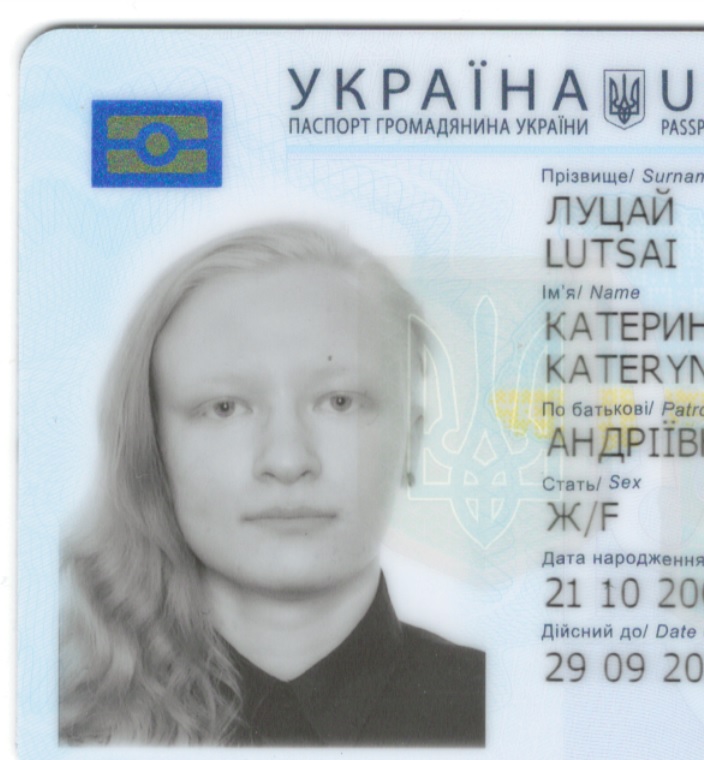 УКРАЇНА U
ПАСПОРТ ГРОМАДЯНИНА УКРАЇНИ PASSP
Прізвище/ Surnam
ЛУЦАЙ
LUTSAI
Ім'я/ Name
КАТЕРИН
KATERYN
По батькові/ Patro
АНДРІЇВ
Стать/ Sex
Ж/F
Дата народження
21 10 200
Дійсний до/ Date
29 09 20